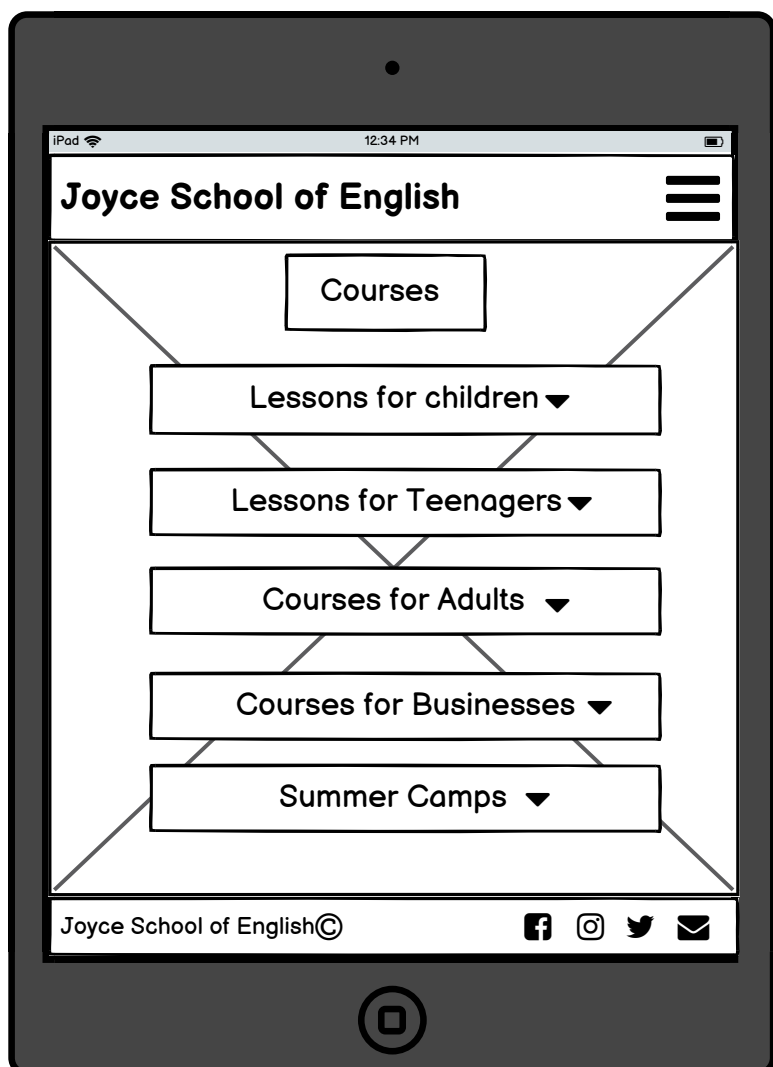 iPad 12:34 PM
Joyce School of English
Courses
Lessons for children
Lessons for Teenagers
Courses for Adults
Courses for Businesses
Summer Camps
Joyce School of English©